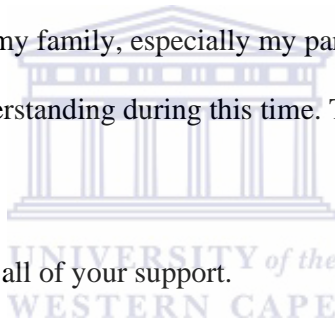 my family, especially my par
erstanding during this time. T
all of your support.
UNIVERSITY of the
WESTERN CAPE